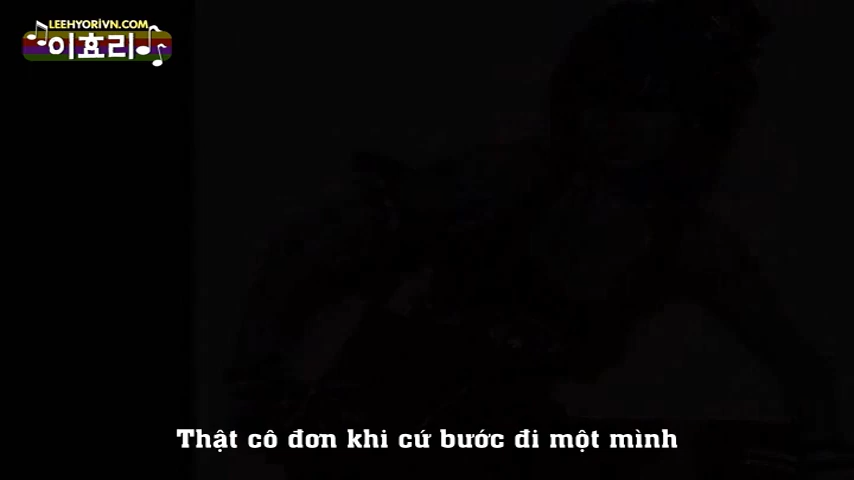 LEEHYORiVN.COM
이효리
Thật cô đơn khi cứ bước đi một mình